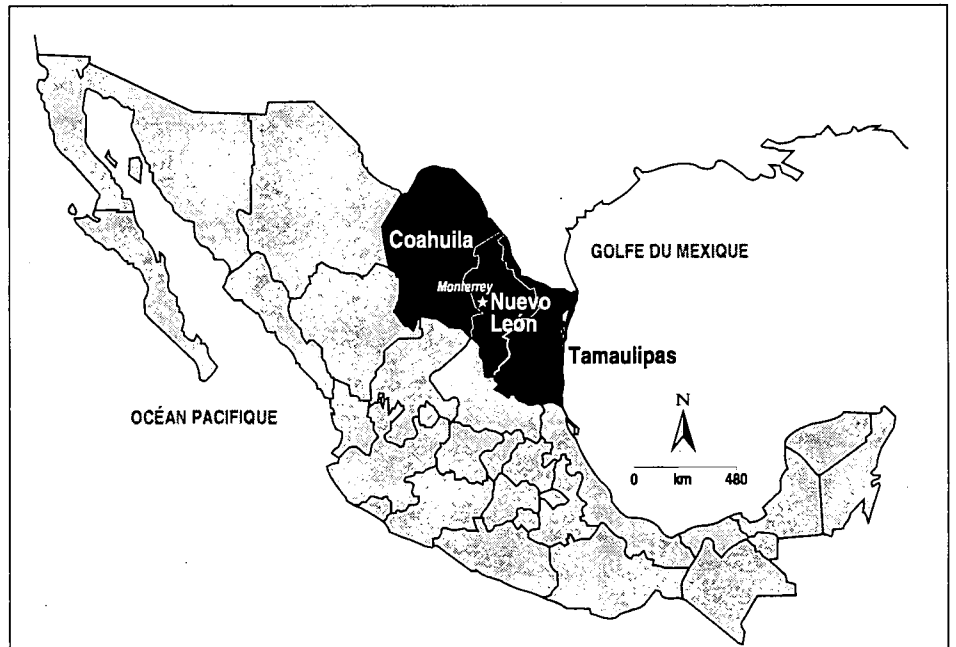 Coahuila
GOLFE DU MEXIQUE
Monterrey
Nuevo
León
Tamaulipas
OCÉAN PACIFIQUE
N
0 km 480